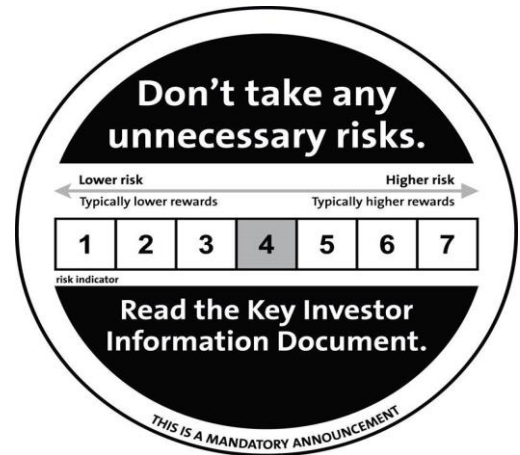 Don't take any
unnecessary risks.
Lower risk Higher risk
Typically lower rewards Typically higher rewards
1 2 3 4 5 6 7
risk indicator
Read the Key Investor
Information Document.
THIS IS A MANDATORY ANNOUNCEMENT